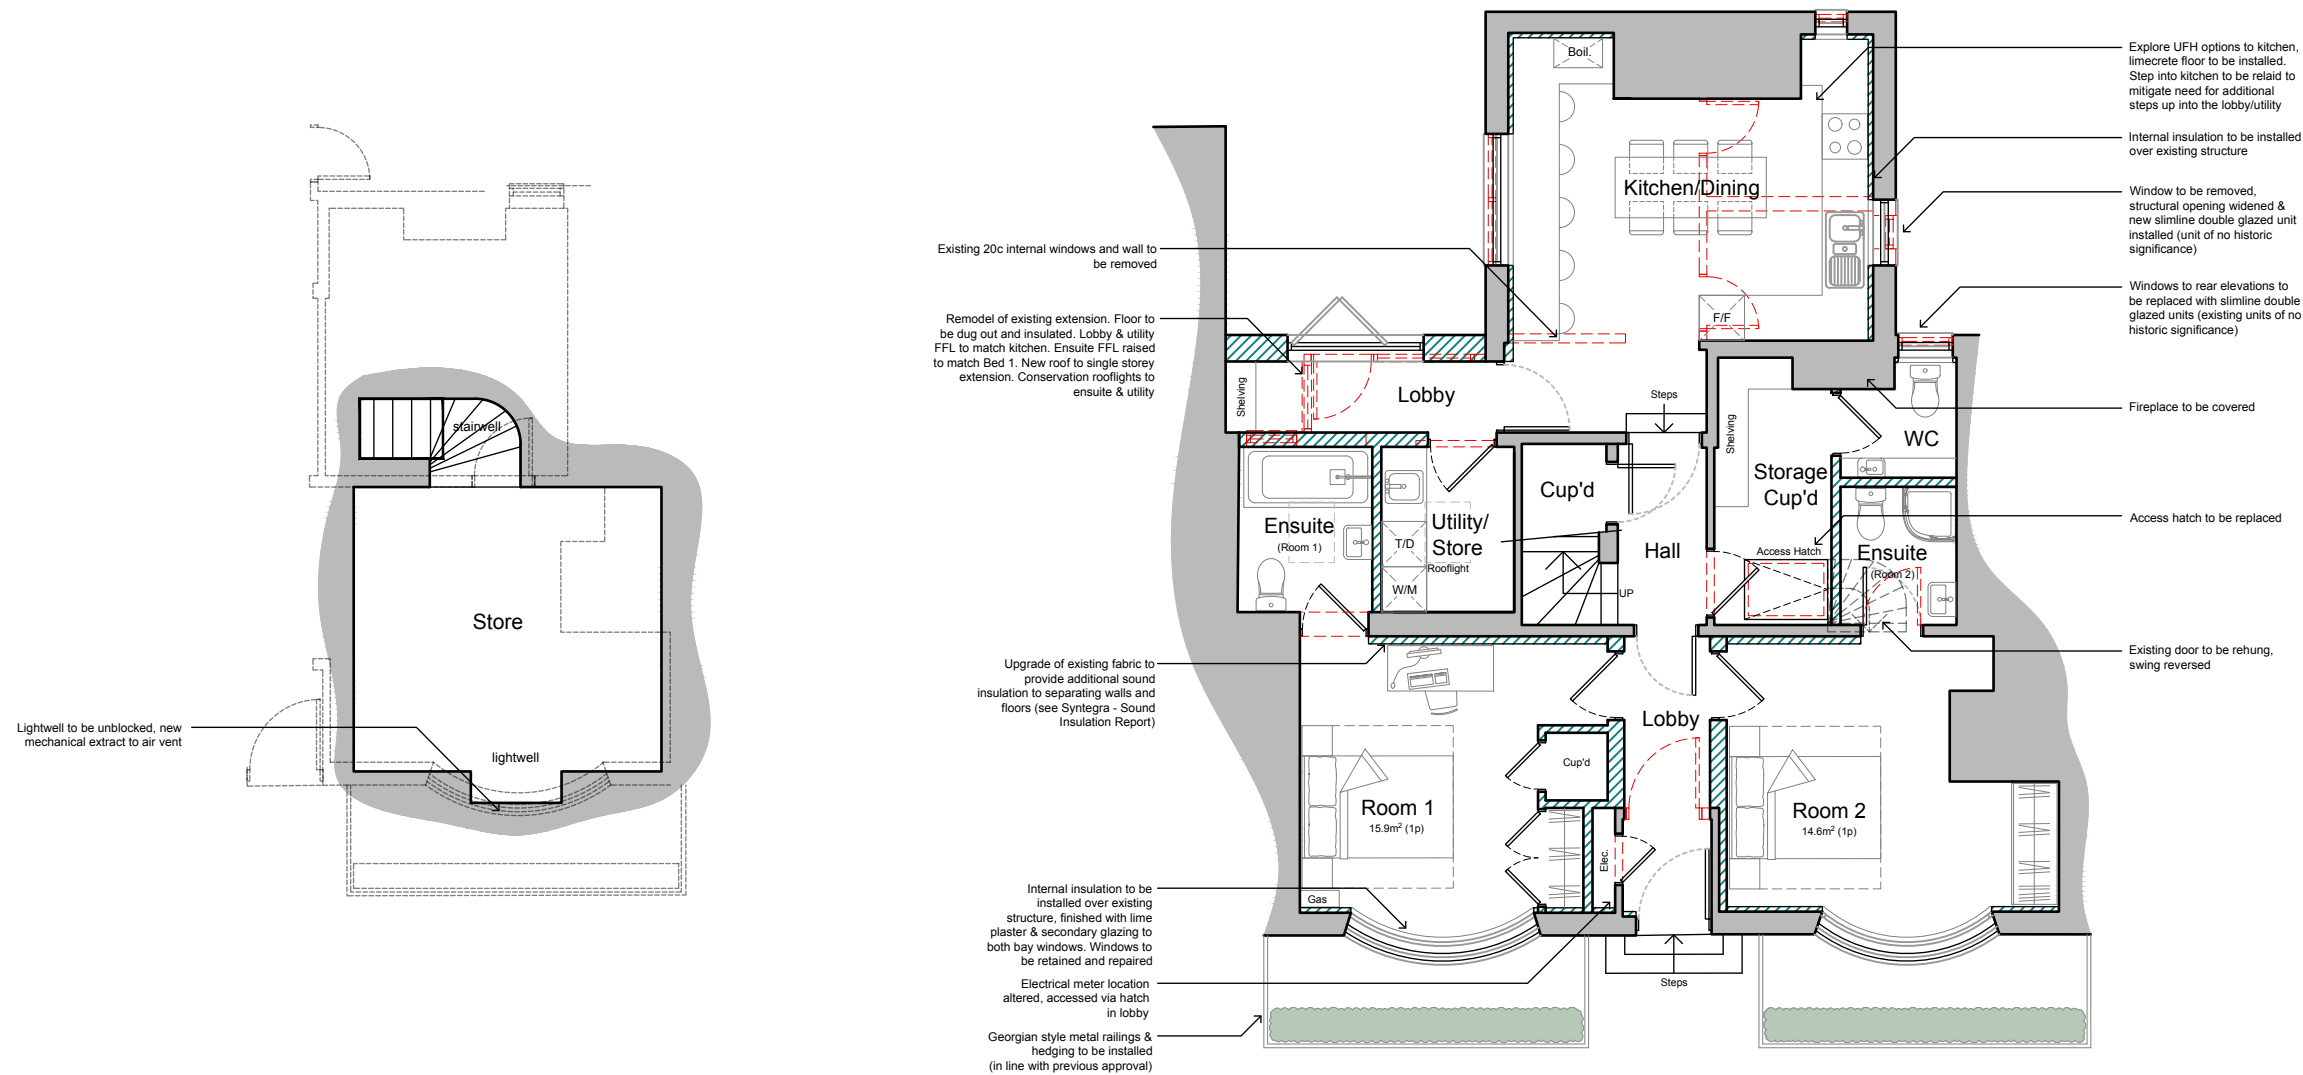 stairwell
Store
lightwell
Lightwell to be unblocked, new
mechanical extract to air vent
Existing 20c internal windows and wall to
be removed
Remodel of existing extension. Floor to
be dug out and insulated. Lobby & utility
FFL to match kitchen. Ensuite FFL raised
to match Bed 1. New roof to single storey
extension. Conservation rooflights to
ensuite & utility
Upgrade of existing fabric to
provide additional sound
insulation to separating walls and
floors (see Syntegra - Sound
Insulation Report)
Internal insulation to be
installed over existing
structure, finished with lime
plaster & secondary glazing to
both bay windows. Windows to
be retained and repaired
Electrical meter location
altered, accessed via hatch
in lobby
Georgian style metal railings &
hedging to be installed
(in line with previous approval)
Boil.
Kitchen/Dining
F/F
Shelving
Lobby
Steps
Shelving
WC
Storage
Cup'd
Cup'd
Ensuite
(Room 1)
Utility/
Store
T/D
Rooflight
W/M
Hall
UP
Access Hatch
Ensuite
(Room 2)
Lobby
Cup'd
Room 1
15.9m² (1p)
Room 2
14.6m² (1p)
Elec.
Gas
Steps
Explore UFH options to kitchen,
limecrete floor to be installed.
Step into kitchen to be relaid to
mitigate need for additional
steps up into the lobby/utility
Internal insulation to be installed
over existing structure
Window to be removed,
structural opening widened &
new slimline double glazed unit
installed (unit of no historic
significance)
Windows to rear elevations to
be replaced with slimline double
glazed units (existing units of no
historic significance)
Fireplace to be covered
Access hatch to be replaced
Existing door to be rehung,
swing reversed